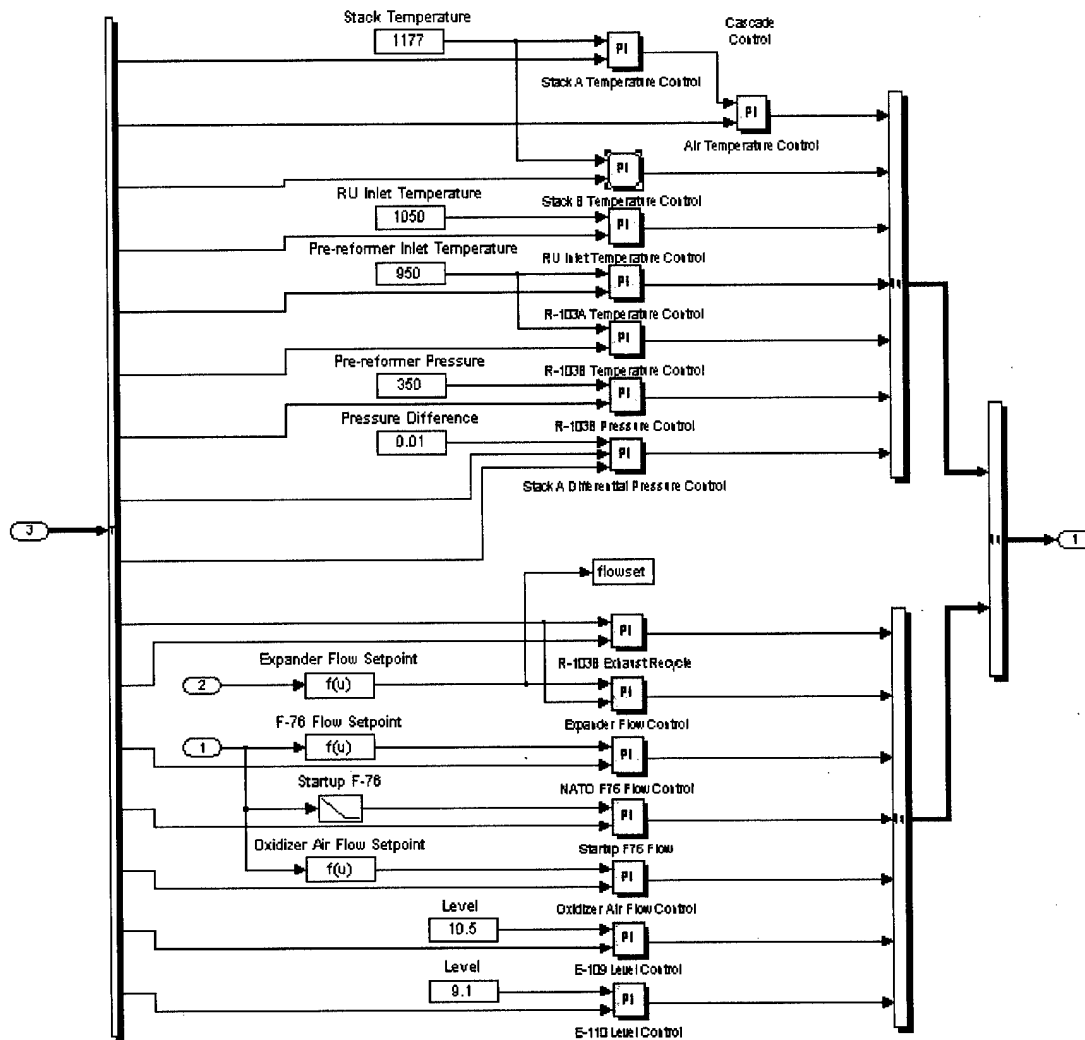 Stack Temperature
1177
PI
Stack A Temperature Control
Cascade
Control
PI
Air Temperature Control
PI
Stack B Temperature Control
RU Inlet Temperature
1050
PI
RU Inlet Temperature Control
Pre-reformer Inlet Temperature
950
PI
R-103A Temperature Control
PI
R-103B Temperature Control
Pre-reformer Pressure
350
PI
R-103B Pressure Control
Pressure Difference
0.01
PI
Stack A Differential Pressure Control
3
1
flowset
PI
R-103B Exhaust Recycle
Expander Flow Setpoint
2
f(u)
PI
Expander Flow Control
F-76 Flow Setpoint
1
f(u)
PI
NATO F76 Flow Control
Startup F-76
PI
Startup F76 Flow
Oxidizer Air Flow Setpoint
f(u)
PI
Oxidizer Air Flow Control
Level
10.5
PI
E-109 Level Control
Level
9.1
PI
E-110 Level Control